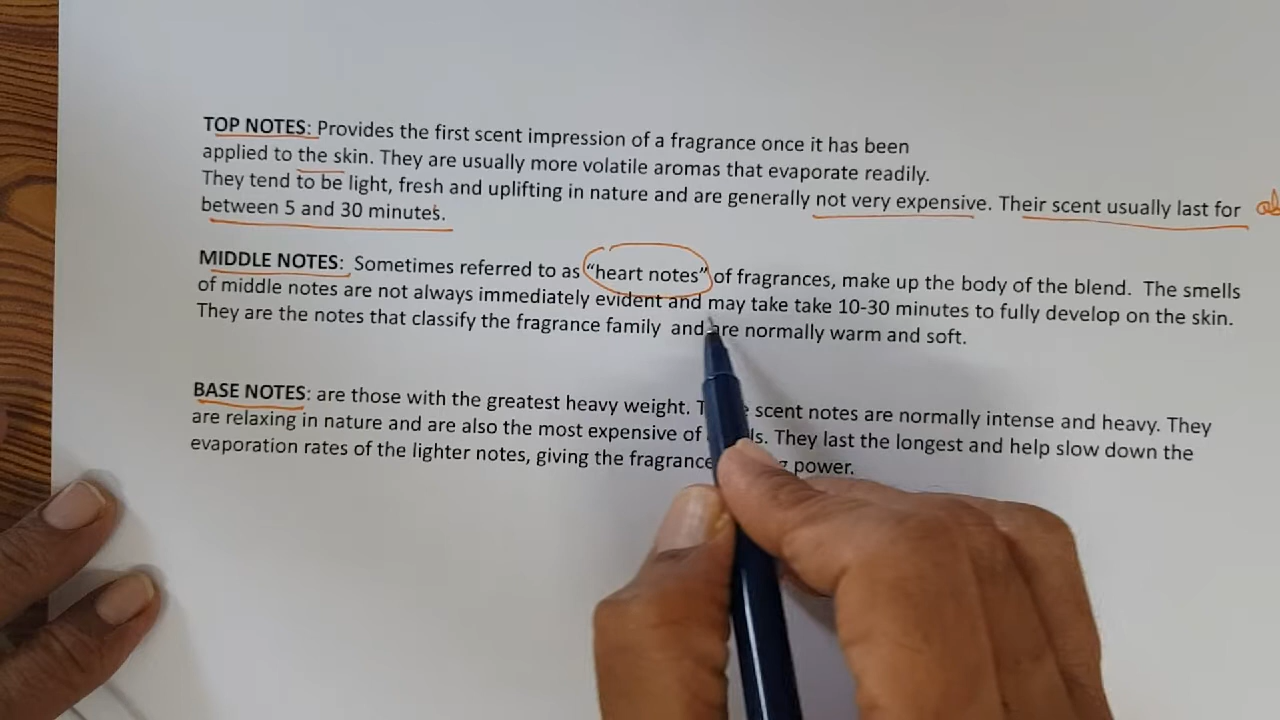 TOP NOTES: Provides the first scent impression of a fragrance once it has been
applied to the skin. They are usually more volatile aromas that evaporate readily.
They tend to be light, fresh and uplifting in nature and are generally not very expensive. Their scent usually last for
between 5 and 30 minutes.
MIDDLE NOTES: Sometimes referred to as “heart notes” of fragrances, make up the body of the blend. The smells
of middle notes are not always immediately evident and may take take 10-30 minutes to fully develop on the skin.
They are the notes that classify the fragrance family and are normally warm and soft.
BASE NOTES: are those with the greatest heavy weight. scent notes are normally intense and heavy. They
are relaxing in nature and are also the most expensive of They last the longest and help slow down the
evaporation rates of the lighter notes, giving the fragrance power.